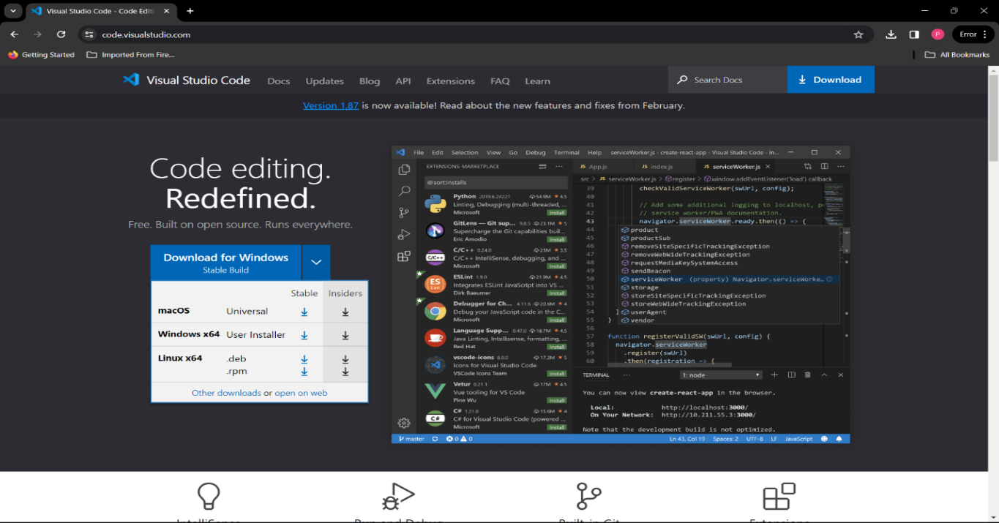 Visual Studio Code - Code Editi
code.visualstudio.com
P
Error
Getting Started
Imported From Fire...
All Bookmarks
Visual Studio Code Docs Updates Blog API Extensions FAQ Learn
Search Docs
Download
Version 1.87 is now available! Read about the new features and fixes from February.
Code editing.
Redefined.
Free. Built on open source. Runs everywhere.
Download for Windows
Stable Build
Stable Insiders
macOS Universal
Windows x64 User Installer
Linux x64 .deb
.rpm
Other downloads or open on web
File Edit Selection View Go Debug Terminal Help serviceWorker.js - create-react-app - Visual Studio Code - In...
EXTENSIONS: MARKETPLACE
@sort:installs
Python 2019.6.24221 54.9M 4.5
Linting, Debugging (multi-threaded, ...
Microsoft Install
GitLens — Git sup... 9.8.5 23.1M 5
Supercharge the Git capabilities buil...
Eric Amodio Install
C/C++
C/C++ 0.24.0 23M 3.5
C/C++ IntelliSense, debugging, and ...
Microsoft Install
ES
Lint
ESLint 1.9.0 21.9M 4.5
Integrates ESLint JavaScript into VS ...
Dirk Baeumer Install
Debugger for Ch... 4.11.6 20.6M 4
Debug your JavaScript code in the C...
Microsoft Install
Language Supp... 0.47.0 18.7M 4.5
Java Linting, Intellisense, formatting, ...
Red Hat Install
vscode-icons 8.8.0 17.2M 5
Icons for Visual Studio Code
VSCode Icons Team Install
Vetur 0.21.1 17M 4.5
Vue tooling for VS Code
Pine Wu Install
C#
C# 1.21.0 15.6M 4
C# for Visual Studio Code (powered ...
Microsoft Install
JS App.js JS index.js JS serviceWorker.js
src > JS serviceWorker.js > register > window.addEventListener('load') callback
39 checkValidServiceWorker(swUrl, config);
40
41 // Add some additional logging to localhost, p
42 // service worker/PWA documentation.
43 navigator.serviceWorker.ready.then(() => {
44 product
45 productSub
46 removeSiteSpecificTrackingException
47 removeWebWideTrackingException
48 requestMediaKeySystemAccess
49 sendBeacon
50 serviceWorker (property) Navigator.serviceWorke...
51 storage
52 storeSiteSpecificTrackingException
53 storeWebWideTrackingException
54 } userAgent
55 } vendor
56
57 function registerValidSW(swUrl, config) {
58 navigator.serviceWorker
59 .register(swUrl)
60 .then(registration => {
TERMINAL ... 1: node
You can now view create-react-app in the browser.
Local: http://localhost:3000/
On Your Network: http://10.211.55.3:3000/
Note that the development build is not optimized.
master 0 0
Ln 43, Col 19 Spaces: 2 UTF-8 LF JavaScript
IntelliSense Run and Debug Built-in Git Extensions